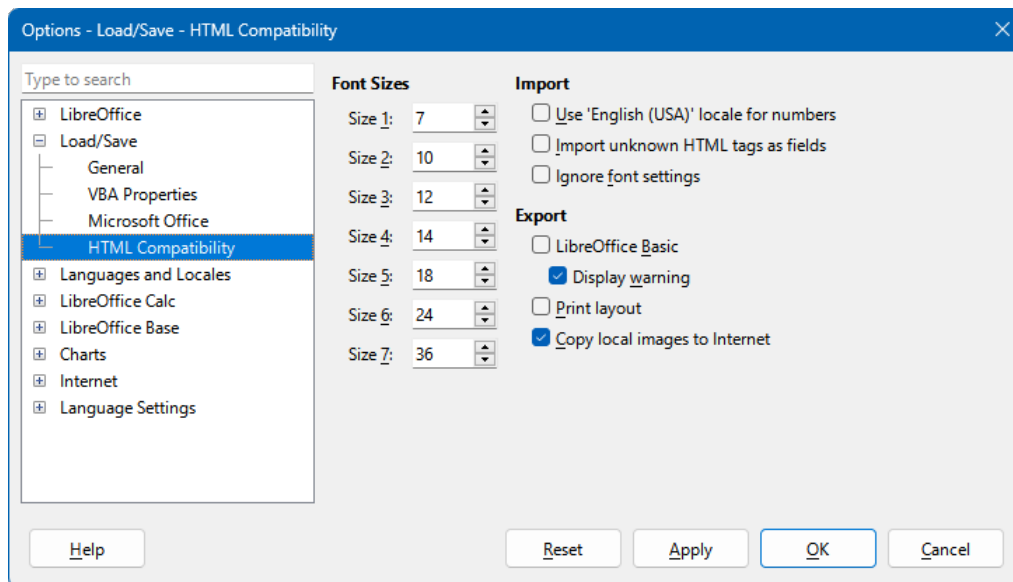 Options - Load/Save - HTML Compatibility
Type to search
LibreOffice
Load/Save
General
VBA Properties
Microsoft Office
HTML Compatibility
Languages and Locales
LibreOffice Calc
LibreOffice Base
Charts
Internet
Language Settings
Font Sizes
Size 1: 7
Size 2: 10
Size 3: 12
Size 4: 14
Size 5: 18
Size 6: 24
Size 7: 36
Import
Use 'English (USA)' locale for numbers
Import unknown HTML tags as fields
Ignore font settings
Export
LibreOffice Basic
Display warning
Print layout
Copy local images to Internet
Help
Reset
Apply
OK
Cancel